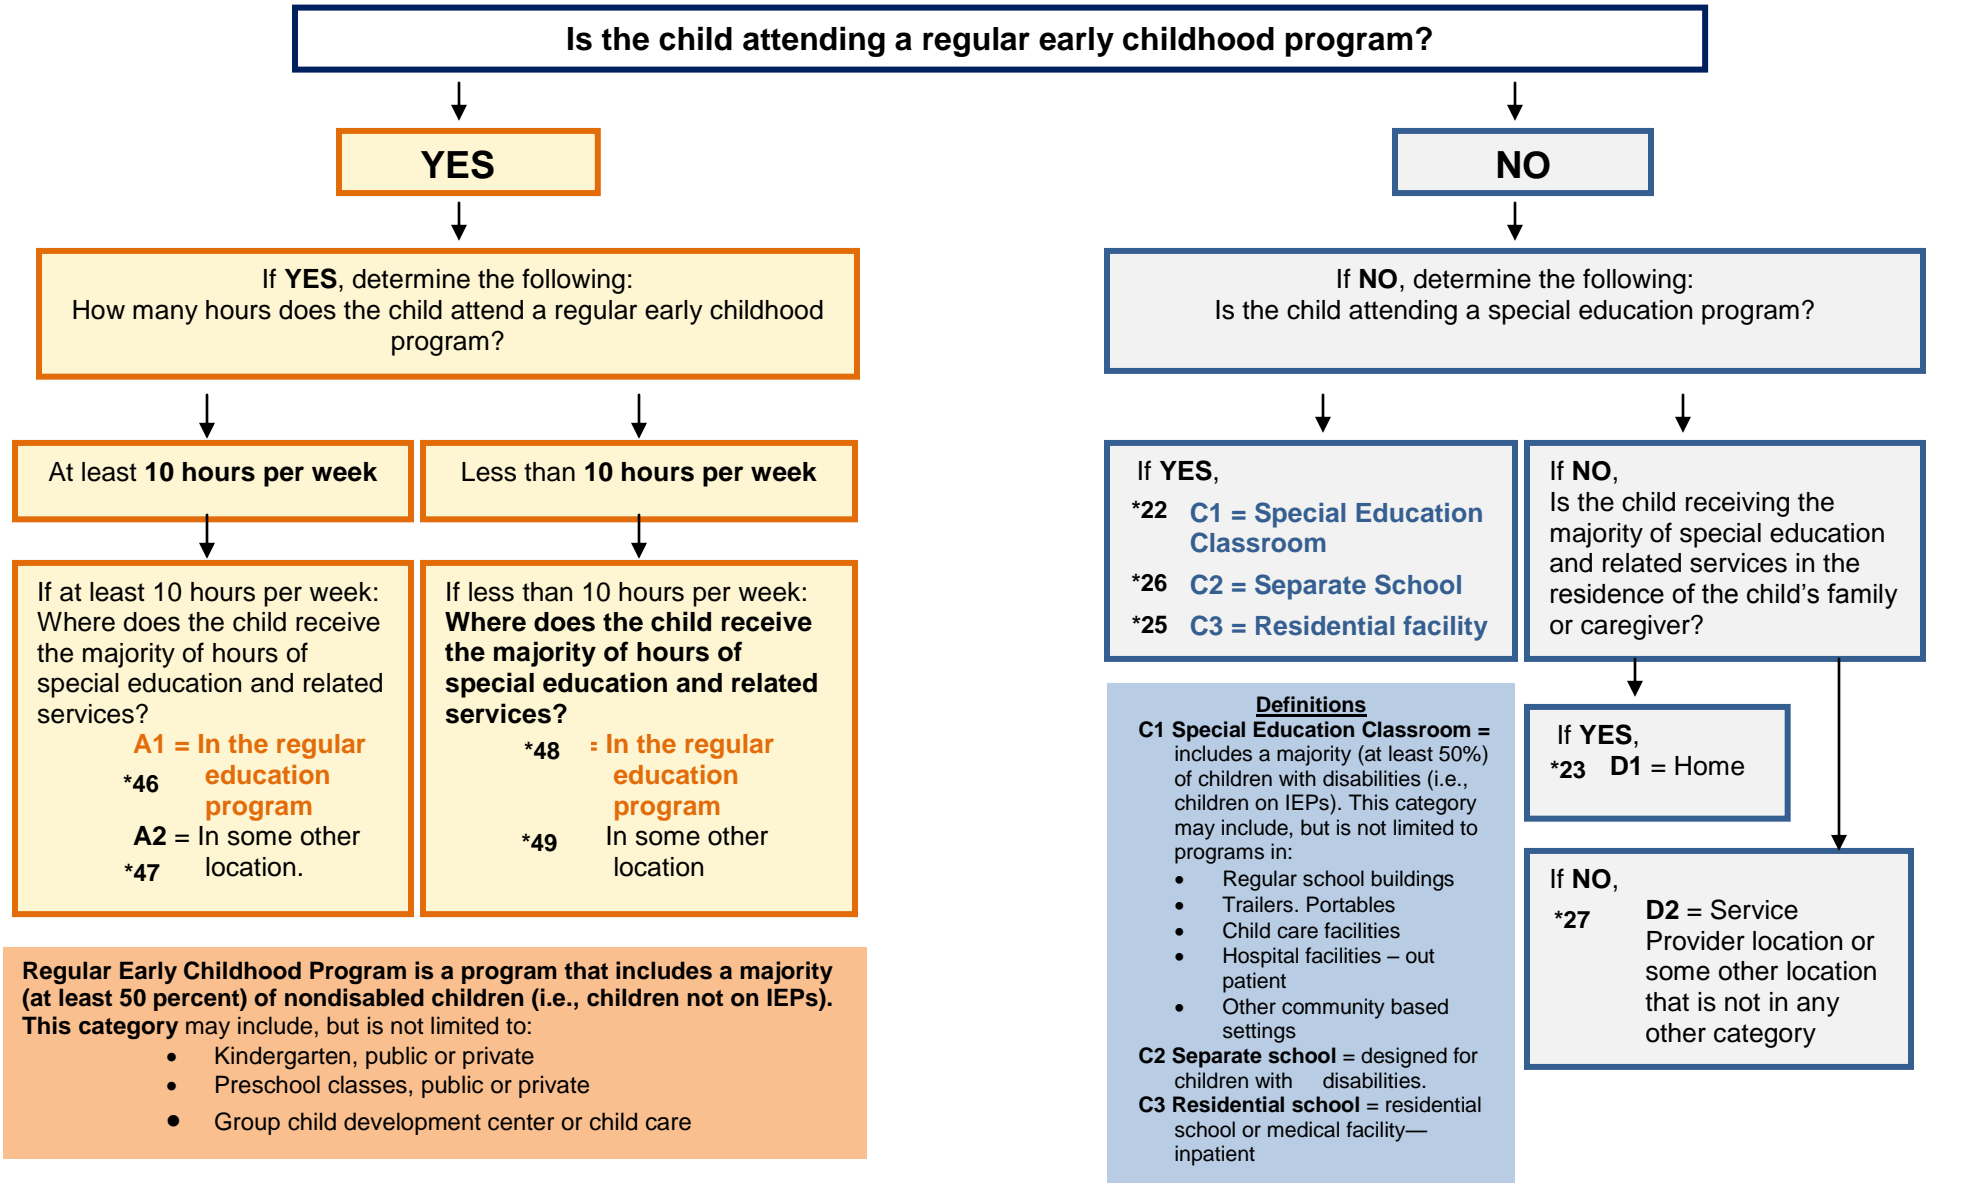 Is the child attending a regular early childhood program?
YES
NO
If YES, determine the following:
How many hours does the child attend a regular early childhood
program?
If NO, determine the following:
Is the child attending a special education program?
At least 10 hours per week
Less than 10 hours per week
If at least 10 hours per week:
Where does the child receive
the majority of hours of
special education and related
services?
A1 = In the regular
*46 education
program
A2 = In some other
*47 location.
If less than 10 hours per week:
Where does the child receive
the majority of hours of
special education and related
services?
*48 = In the regular
education
program
*49 In some other
location
If YES,
*22 C1 = Special Education
Classroom
*26 C2 = Separate School
*25 C3 = Residential facility
If NO,
Is the child receiving the
majority of special education
and related services in the
residence of the child’s family
or caregiver?
If YES,
*23 D1 = Home
If NO,
*27 D2 = Service
Provider location or
some other location
that is not in any
other category
Regular Early Childhood Program is a program that includes a majority
(at least 50 percent) of nondisabled children (i.e., children not on IEPs).
This category may include, but is not limited to:
• Kindergarten, public or private
• Preschool classes, public or private
• Group child development center or child care
Definitions
C1 Special Education Classroom =
includes a majority (at least 50%)
of children with disabilities (i.e.,
children on IEPs). This category
may include, but is not limited to
programs in:
• Regular school buildings
• Trailers. Portables
• Child care facilities
• Hospital facilities – out
patient
• Other community based
settings
C2 Separate school = designed for
children with disabilities.
C3 Residential school = residential
school or medical facility—
inpatient